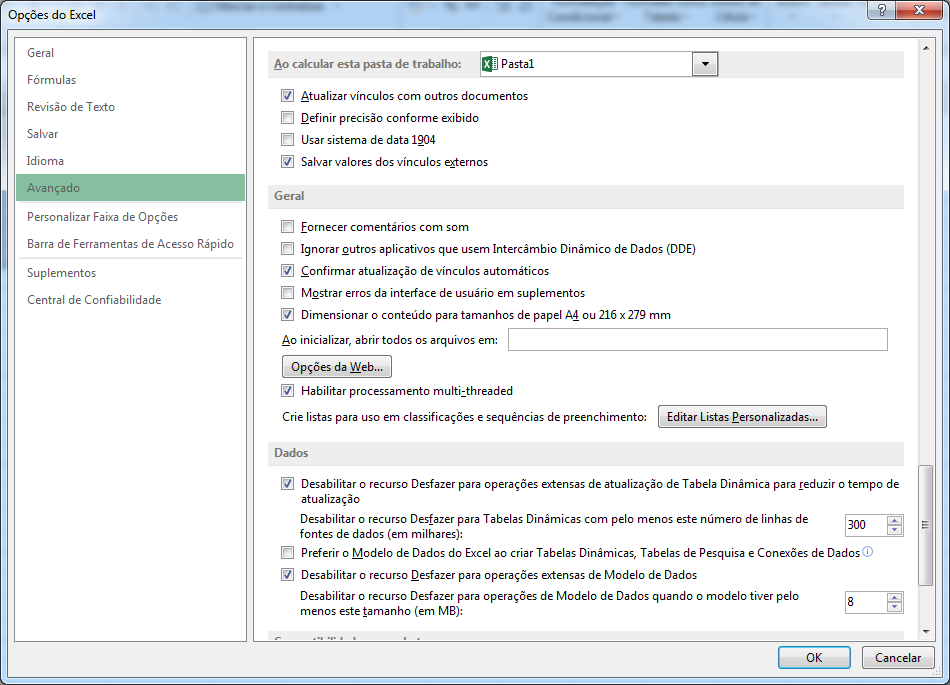 Opções do Excel
Geral
Fórmulas
Revisão de Texto
Salvar
Idioma
Avançado
Personalizar Faixa de Opções
Barra de Ferramentas de Acesso Rápido
Suplementos
Central de Confiabilidade
Ao calcular esta pasta de trabalho: Pasta1
Atualizar vínculos com outros documentos
Definir precisão conforme exibido
Usar sistema de data 1904
Salvar valores dos vínculos externos
Geral
Fornecer comentários com som
Ignorar outros aplicativos que usem Intercâmbio Dinâmico de Dados (DDE)
Confirmar atualização de vínculos automáticos
Mostrar erros da interface de usuário em suplementos
Dimensionar o conteúdo para tamanhos de papel A4 ou 216 x 279 mm
Ao inicializar, abrir todos os arquivos em:
Opções da Web...
Habilitar processamento multi-threaded
Crie listas para uso em classificações e sequências de preenchimento: Editar Listas Personalizadas...
Dados
Desabilitar o recurso Desfazer para operações extensas de atualização de Tabela Dinâmica para reduzir o tempo de
atualização
Desabilitar o recurso Desfazer para Tabelas Dinâmicas com pelo menos este número de linhas de
fontes de dados (em milhares): 300
Preferir o Modelo de Dados do Excel ao criar Tabelas Dinâmicas, Tabelas de Pesquisa e Conexões de Dados
Desabilitar o recurso Desfazer para operações extensas de Modelo de Dados
Desabilitar o recurso Desfazer para operações de Modelo de Dados quando o modelo tiver pelo
menos este tamanho (em MB): 8
OK Cancelar